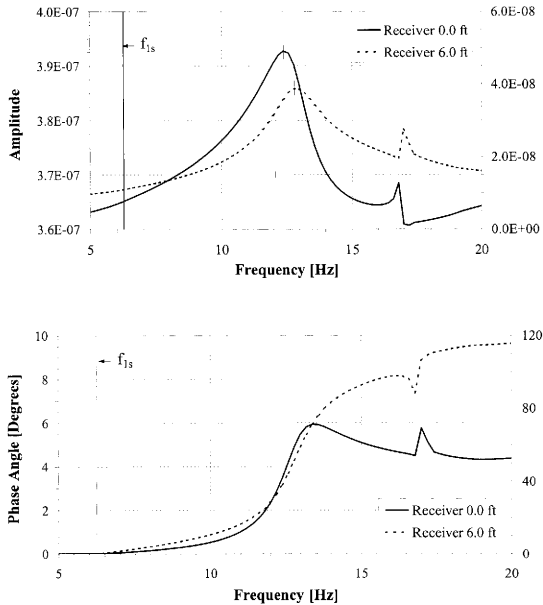 4.0E-07
6.0E-08
f1s
Receiver 0.0 ft
Receiver 6.0 ft
3.9E-07
4.0E-08
Amplitude
3.8E-07
2.0E-08
3.7E-07
3.6E-07
0.0E+00
5
10
15
20
Frequency [Hz]
10
120
f1s
8
80
Phase Angle [Degrees]
6
4
40
Receiver 0.0 ft
2
Receiver 6.0 ft
0
0
5
10
15
20
Frequency [Hz]